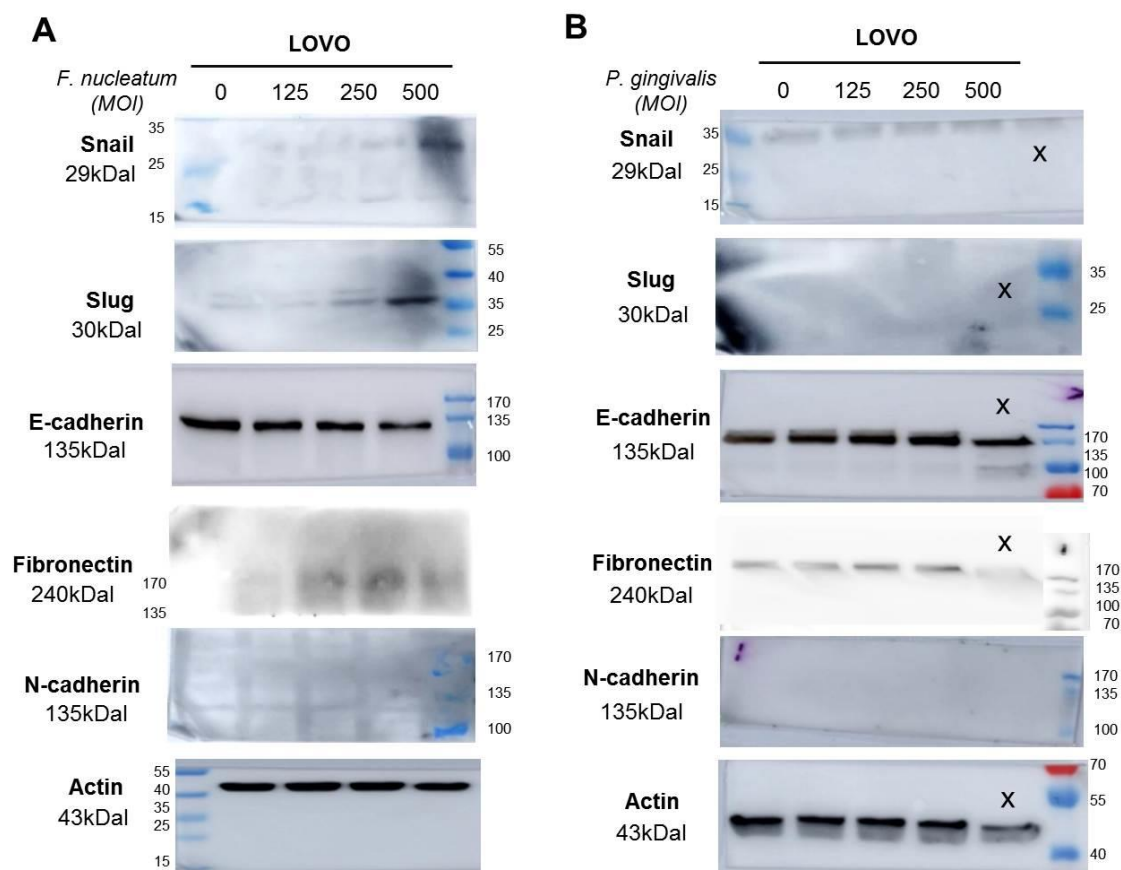 A
LOVO
F. nucleatum
(MOI)
0 125 250 500
Snail
29kDal
35
25
15
Slug
30kDal
55
40
35
25
E-cadherin
135kDal
170
135
100
Fibronectin
240kDal
170
135
N-cadherin
135kDal
170
135
100
Actin
43kDal
55
40
35
25
15
B
LOVO
P. gingivalis
(MOI)
0 125 250 500
Snail
29kDal
35
25
15
X
Slug
30kDal
X
35
25
E-cadherin
135kDal
X
170
135
100
70
Fibronectin
240kDal
X
170
135
100
70
N-cadherin
135kDal
170
135
100
Actin
43kDal
X
70
55
40